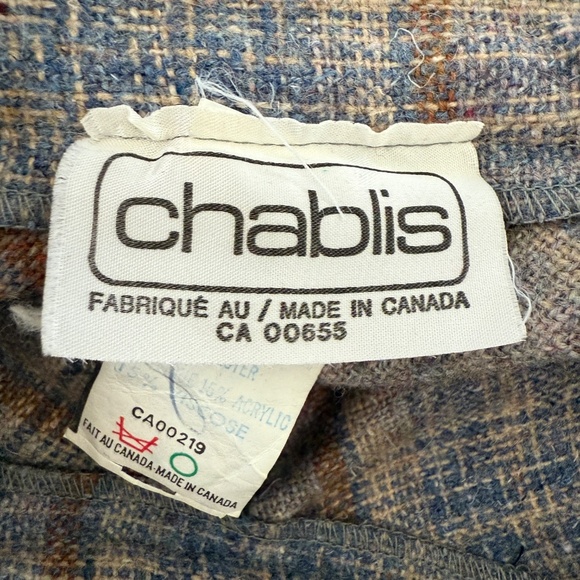 chablis
FABRIQUÉ AU / MADE IN CANADA
CA 00655
15% ACRYLIC
CA00219
FAIT AU CANADA-MADE IN CANADA